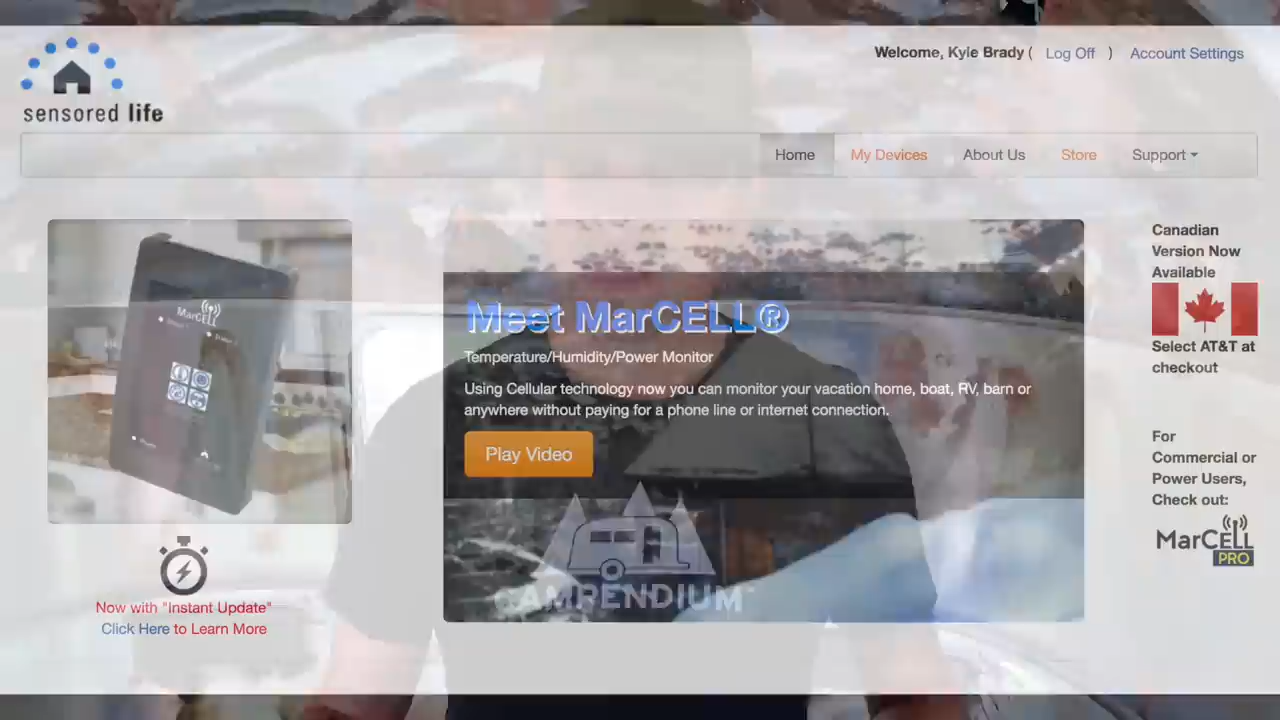 Welcome, Kyle Brady ( Log Off ) Account Settings
sensored life
Home My Devices About Us Store Support
Canadian
Version Now
Available
MarCELL
Meet MarCELL®
Select AT&T at
checkout
Temperature/Humidity/Power Monitor
Using Cellular technology now you can monitor your vacation home, boat, RV, barn or
anywhere without paying for a phone line or internet connection.
Play Video
For
Commercial or
Power Users,
Check out:
MarCELL
PRO
CAMPENDIUM
Now with "Instant Update"
Click Here to Learn More